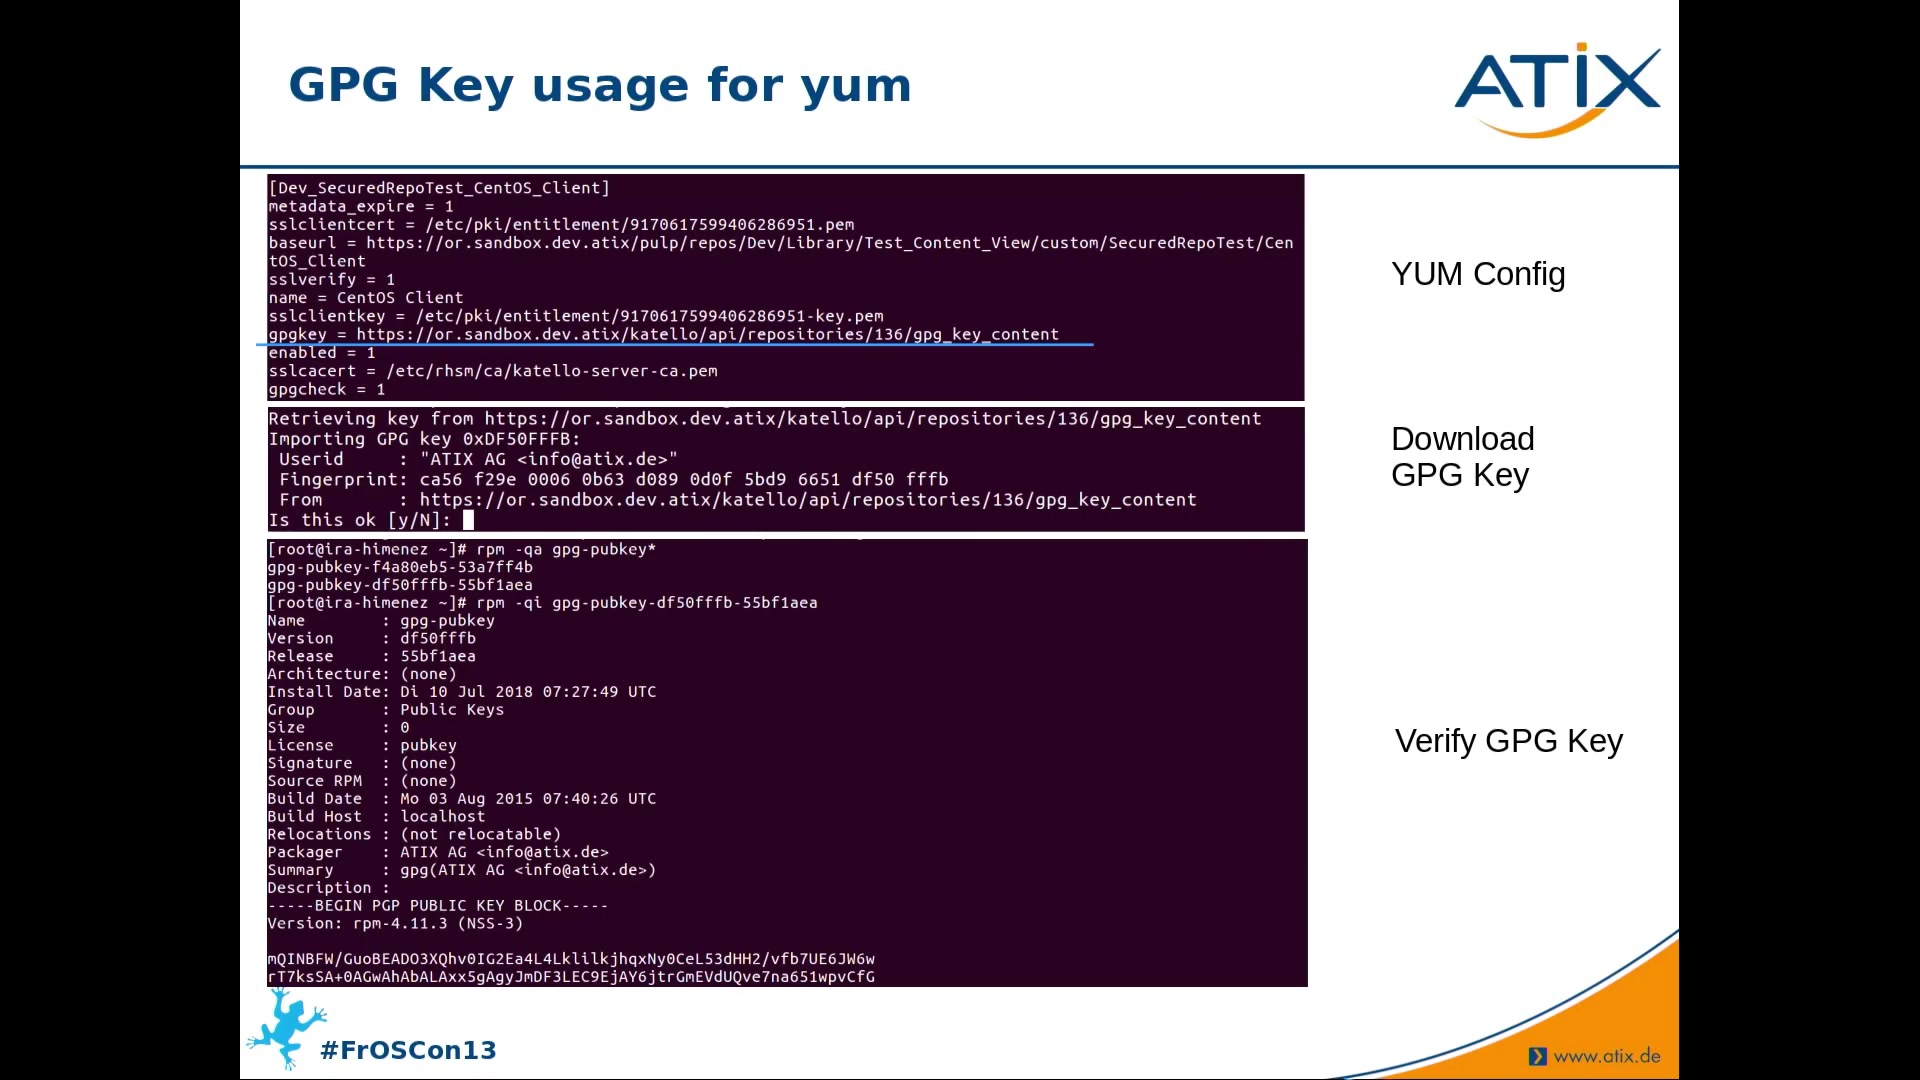 GPG Key usage for yum
ATIX
[Dev_SecuredRepoTest_CentOS_Client]
metadata_expire = 1
sslclientcert = /etc/pki/entitlement/9170617599406286951.pem
baseurl = https://or.sandbox.dev.atix/pulp/repos/Dev/Library/Test_Content_View/custom/SecuredRepoTest/Cen
tOS_Client
sslverify = 1
name = CentOS Client
sslclientkey = /etc/pki/entitlement/9170617599406286951-key.pem
gpgkey = https://or.sandbox.dev.atix/katello/api/repositories/136/gpg_key_content
enabled = 1
sslcacert = /etc/rhsm/ca/katello-server-ca.pem
gpgcheck = 1
YUM Config
Retrieving key from https://or.sandbox.dev.atix/katello/api/repositories/136/gpg_key_content
Importing GPG key 0xDF50FFFB:
Userid     : "ATIX AG <info@atix.de>"
Fingerprint: ca56 f29e 0006 0b63 d089 0d0f 5bd9 6651 df50 fffb
From       : https://or.sandbox.dev.atix/katello/api/repositories/136/gpg_key_content
Is this ok [y/N]:
Download
GPG Key
[root@ira-himenez ~]# rpm -qa gpg-pubkey*
gpg-pubkey-f4a80eb5-53a7ff4b
gpg-pubkey-df50fffb-55bf1aea
[root@ira-himenez ~]# rpm -qi gpg-pubkey-df50fffb-55bf1aea
Name        : gpg-pubkey
Version     : df50fffb
Release     : 55bf1aea
Architecture: (none)
Install Date: Di 10 Jul 2018 07:27:49 UTC
Group       : Public Keys
Size        : 0
License     : pubkey
Signature   : (none)
Source RPM  : (none)
Build Date  : Mo 03 Aug 2015 07:40:26 UTC
Build Host  : localhost
Relocations : (not relocatable)
Packager    : ATIX AG <info@atix.de>
Summary     : gpg(ATIX AG <info@atix.de>)
Description :
-----BEGIN PGP PUBLIC KEY BLOCK-----
Version: rpm-4.11.3 (NSS-3)
mQINBFW/GuoBEADO3XQhv0IG2Ea4L4LklilkjhqxNy0CeL53dHH2/vfb7UE6JW6w
rT7ksSA+0AGwAhAbALAxx5gAgyJmDF3LEC9EjAY6jtrGmEVdUQve7na651wpvCfG
Verify GPG Key
#FrOSCon13
www.atix.de